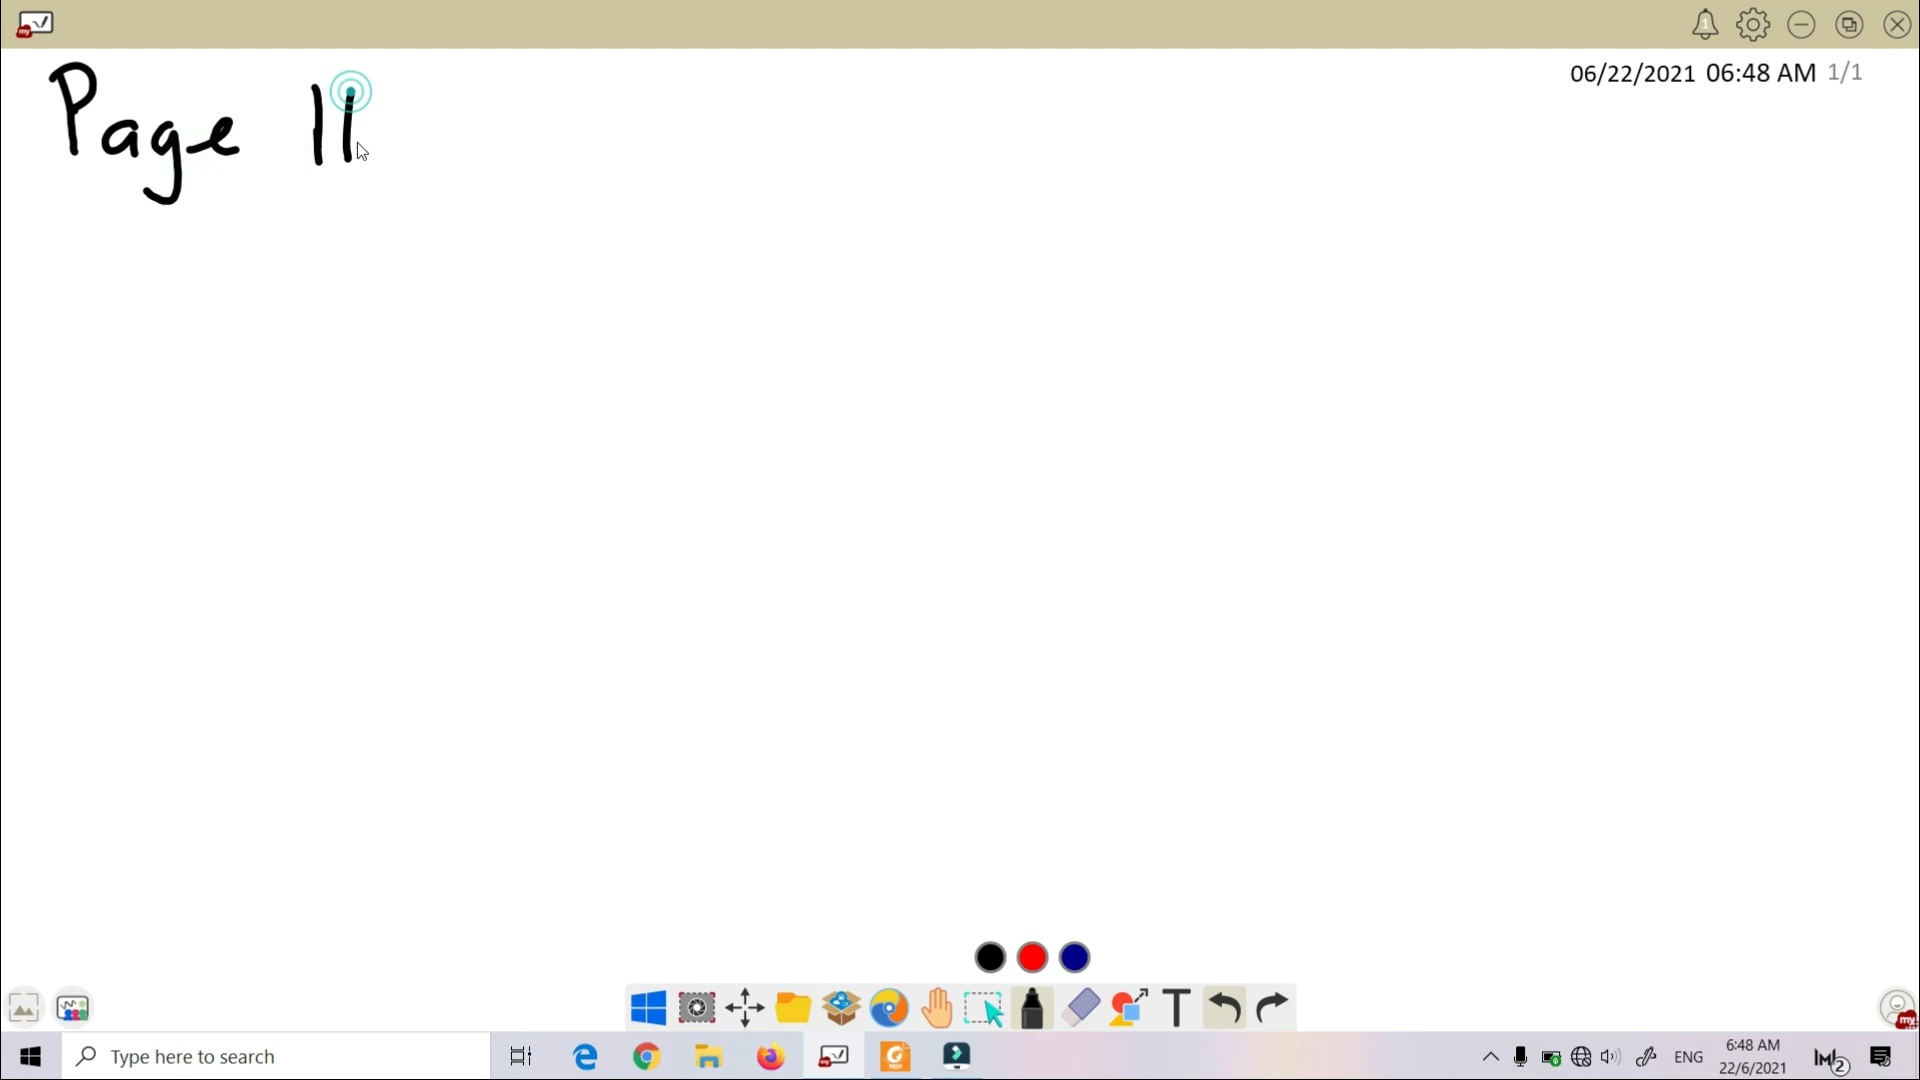 06/22/2021 06:48 AM 1/1
Page 11
Type here to search
ENG
6:48 AM
22/6/2021
2